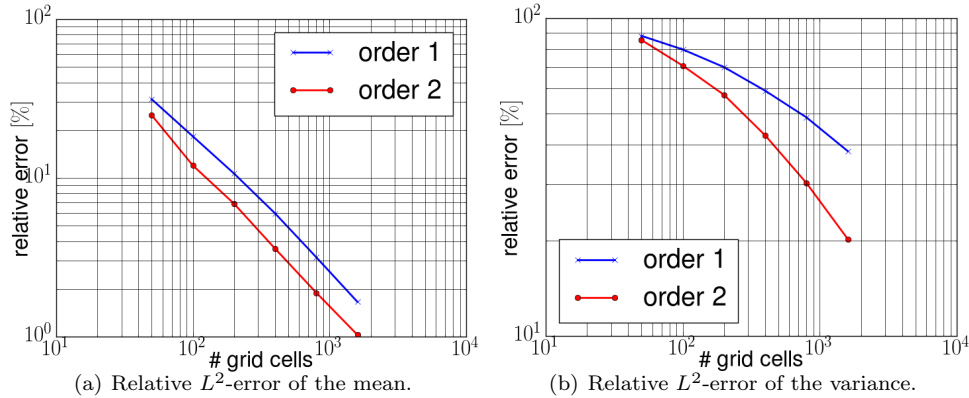 10²
order 1
order 2
relative error [%]
10¹
10⁰
10¹
10²
10³
10⁴
# grid cells
(a) Relative L²-error of the mean.
10²
relative error [%]
order 1
order 2
10¹
10¹
10²
10³
10⁴
# grid cells
(b) Relative L²-error of the variance.